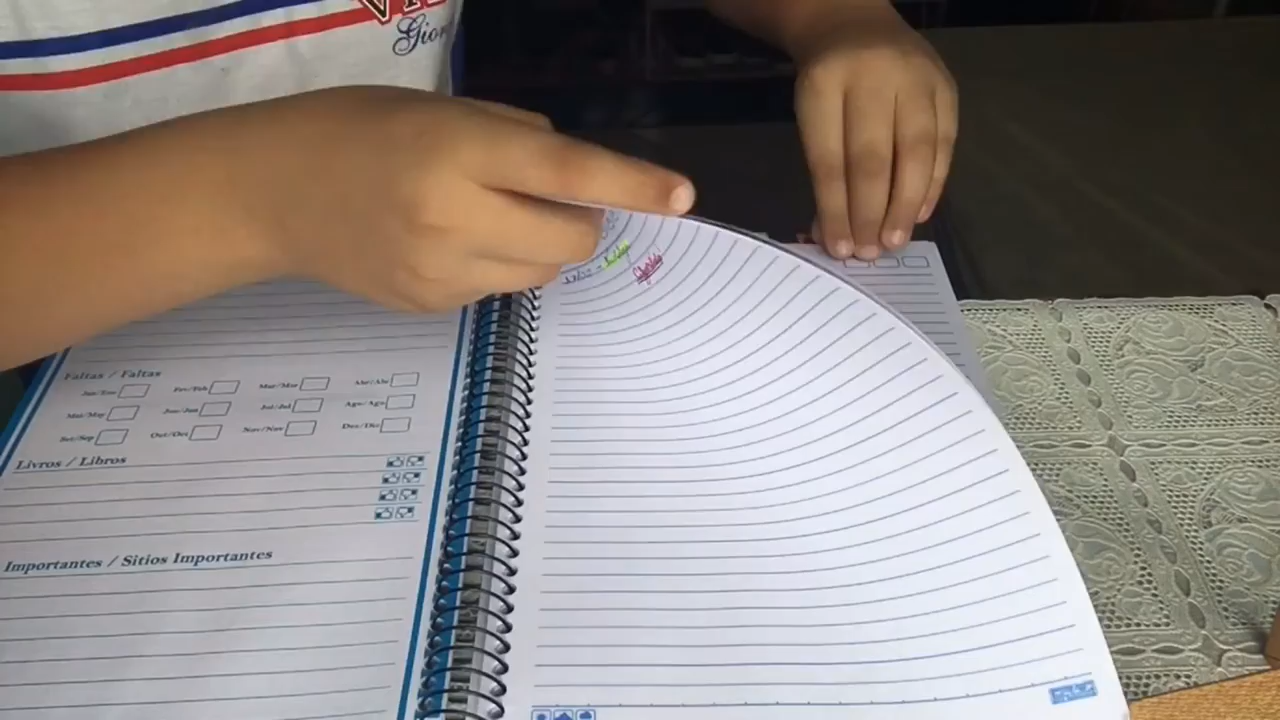 Gior
Faltas / Faltas
Jan/Ene Fev/Feb Mar/Mar Abr/Abr
Mai/May Jun/Jun Jul/Jul Ago/Ago
Set/Sep Out/Oct Nov/Nov Dez/Dic
Livros / Libros
Importantes / Sitios Importantes